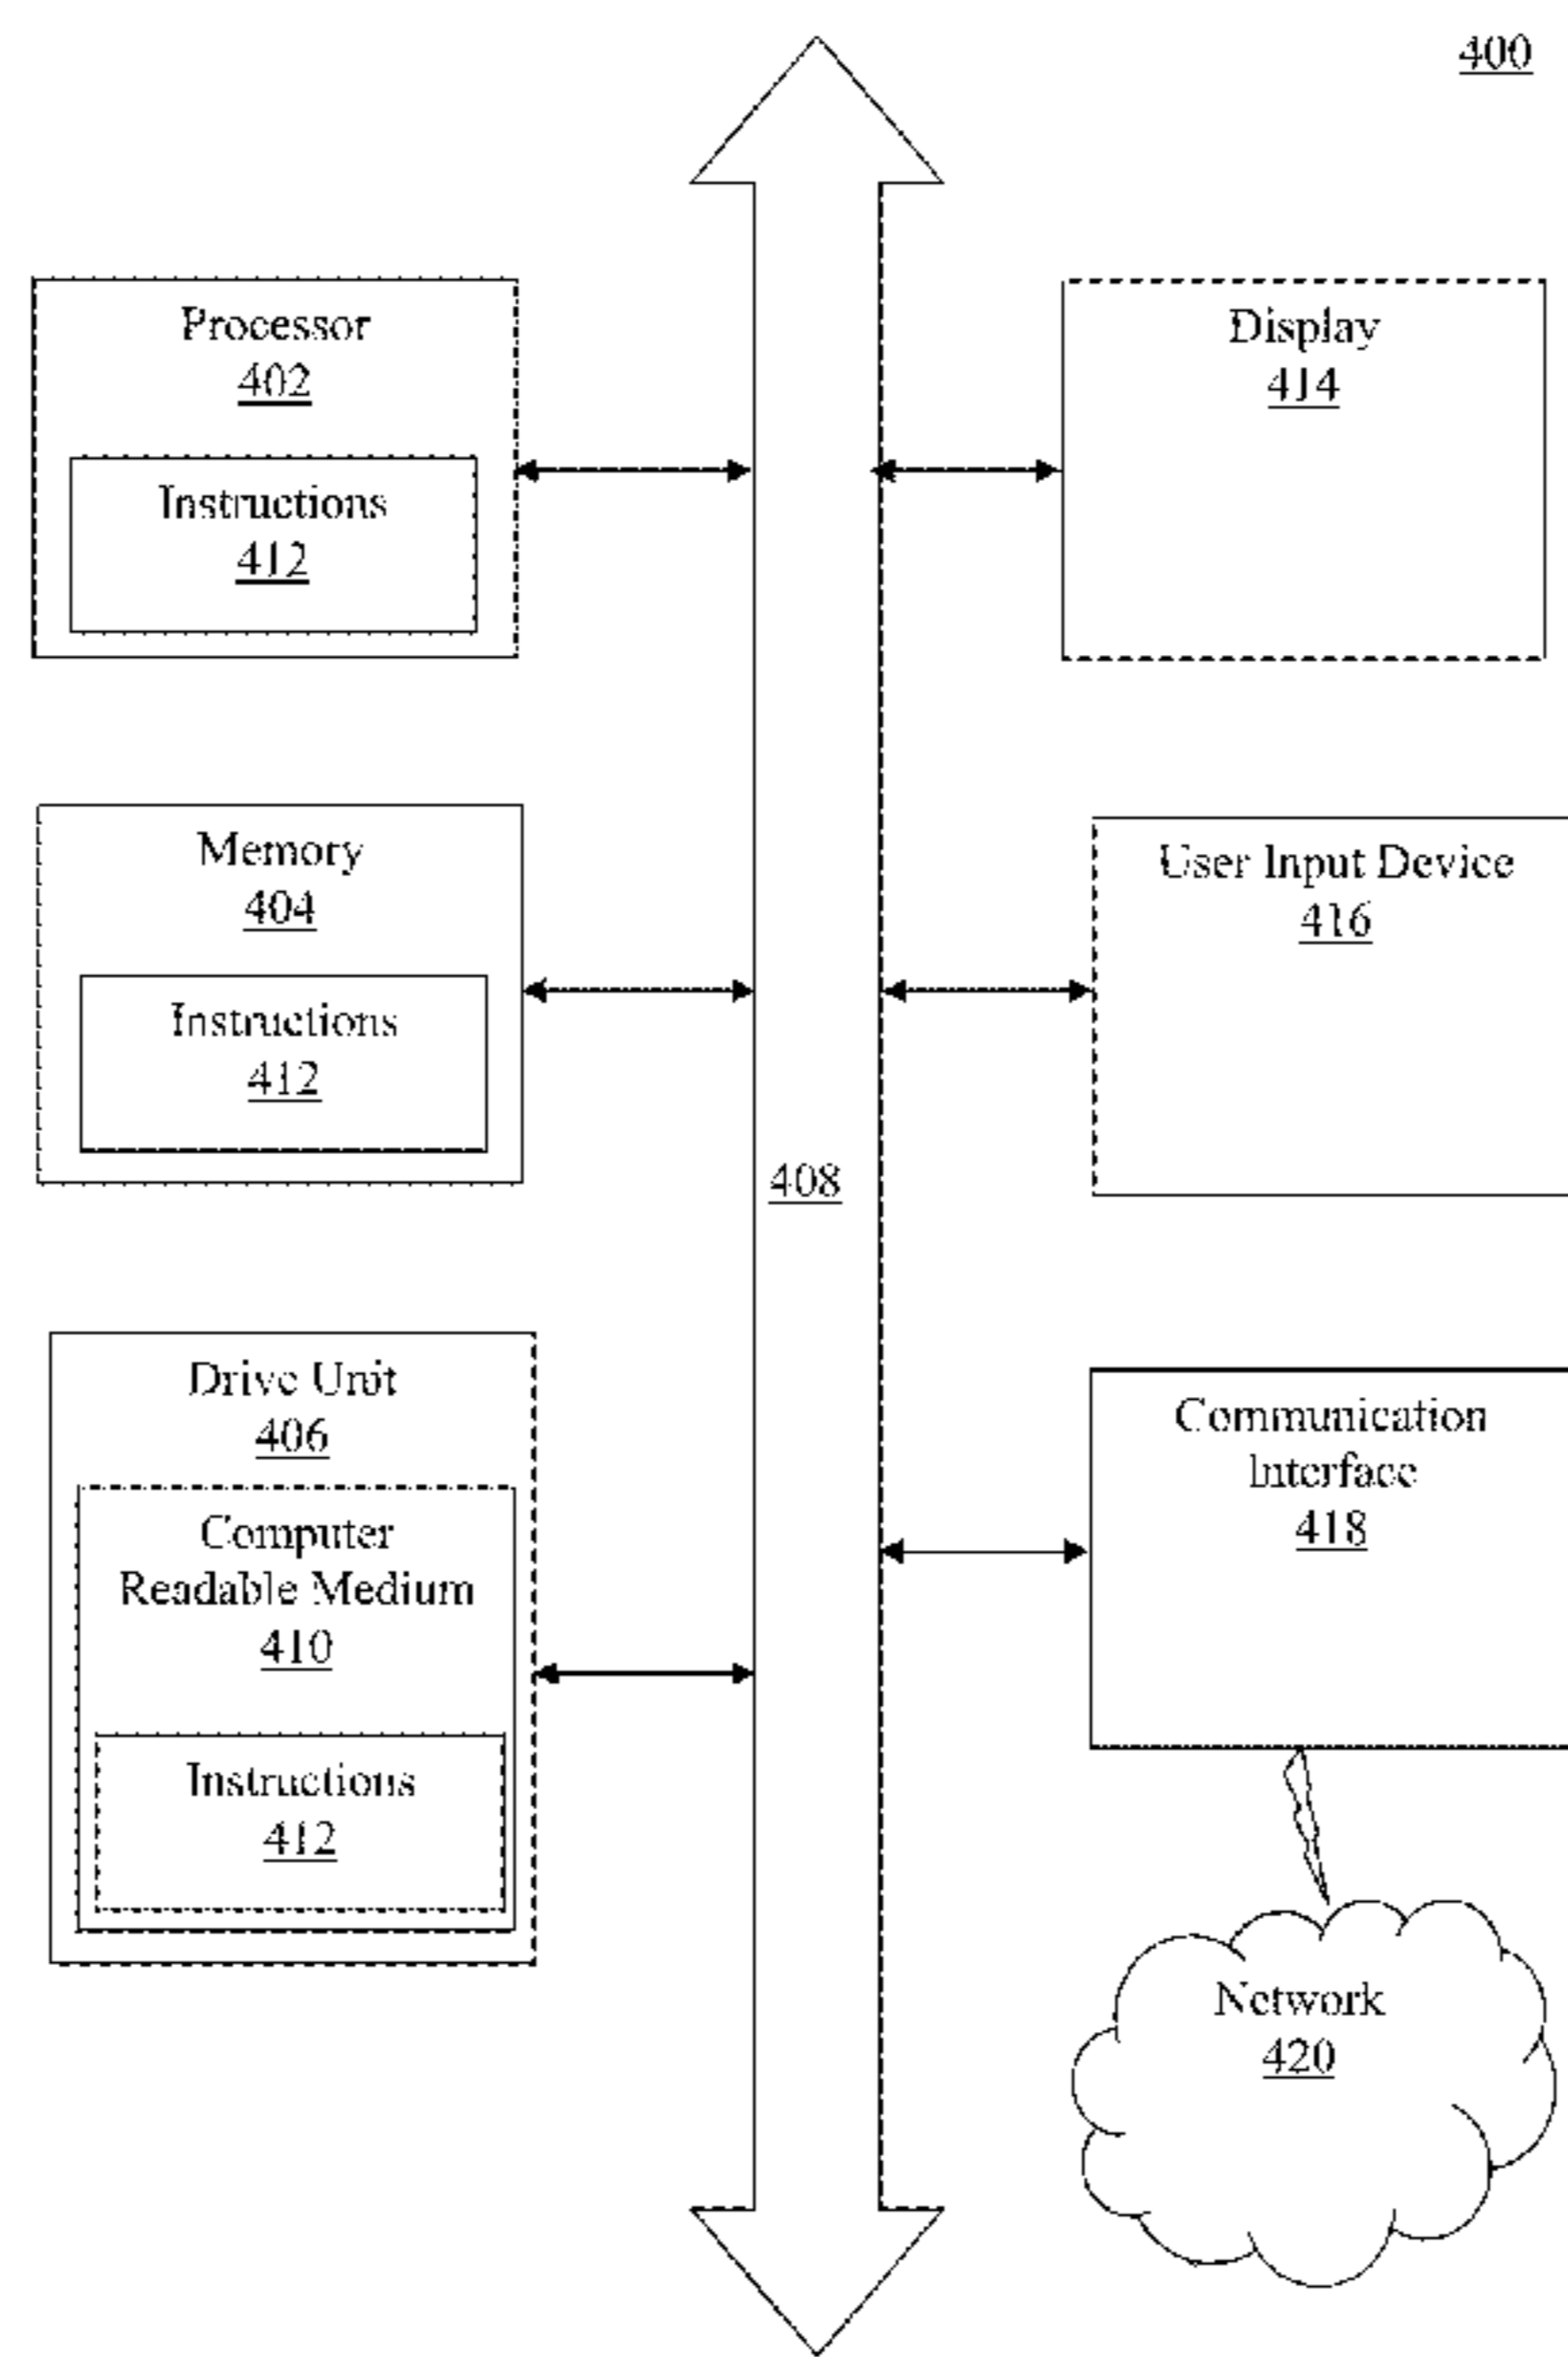 400
Processor
402
Instructions
412
Display
414
Memory
404
Instructions
412
User Input Device
416
408
Drive Unit
406
Computer
Readable Medium
410
Instructions
412
Communication
Interface
418
Network
420